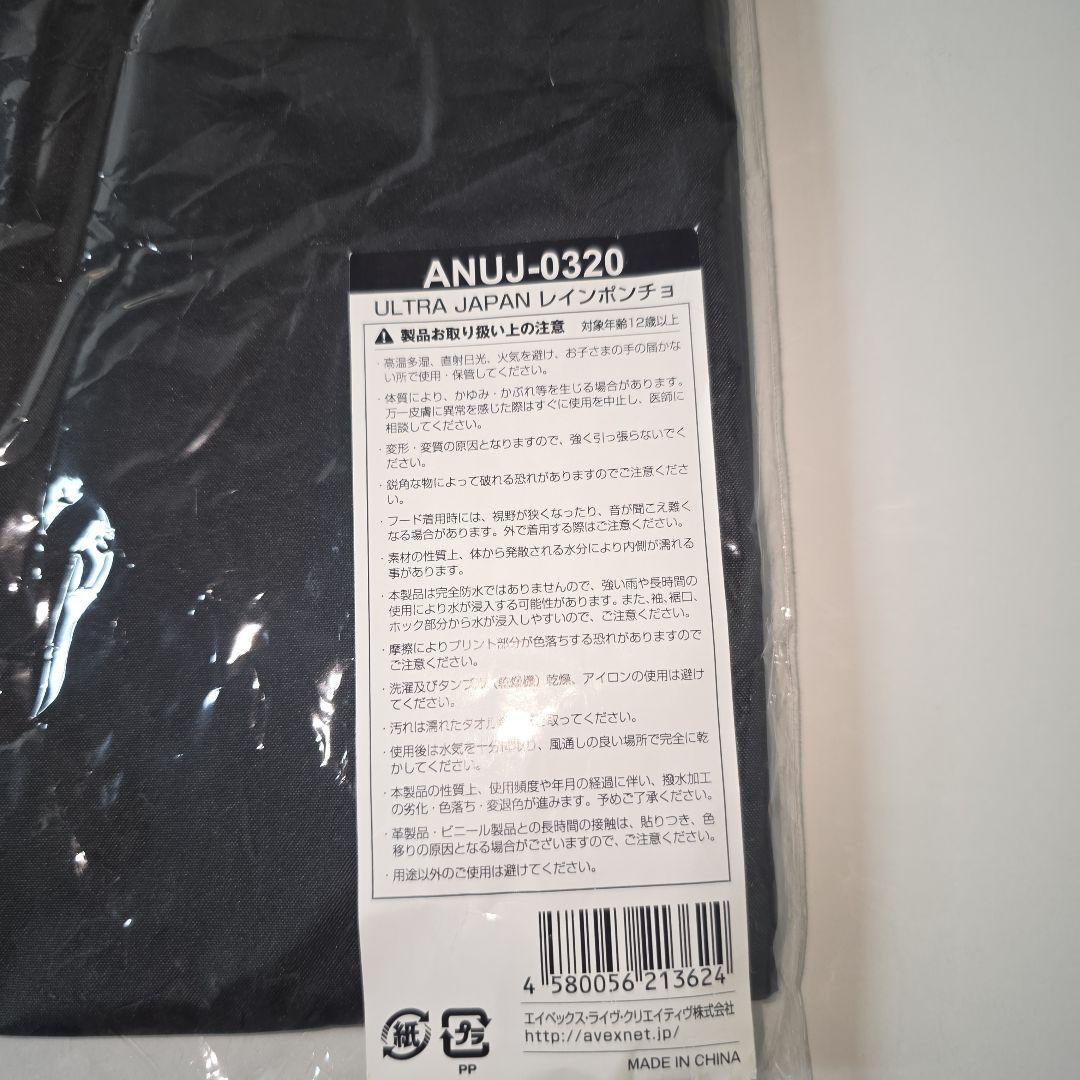 ANUJ-0320
ULTRA JAPAN レインポンチョ
製品お取り扱い上の注意 対象年齢12歳以上
・高温多湿、直射日光、火気を避け、お子さまの手の届かな
い所で使用・保管してください。
・体質により、かゆみ・かぶれ等を生じる場合があります。
万一皮膚に異常を感じた際はすぐに使用を中止し、医師に
相談してください。
・変形・変質の原因となりますので、強く引っ張らないでく
ださい。
・鋭角な物によって破れる恐れがありますのでご注意くださ
い。
・フード着用時には、視野が狭くなったり、音が聞こえ難く
なる場合があります。外で着用する際はご注意ください。
・素材の性質上、体から発散される水分により内側が濡れる
事があります。
・本製品は完全防水ではありませんので、強い雨や長時間の
使用により水が浸入する可能性があります。また、袖、裾口、
ホック部分から水が浸入しやすいので、ご注意ください。
・摩擦によりプリント部分が色落ちする恐れがありますので
ご注意ください。
・洗濯及びタンブラ（乾燥機）乾燥、アイロンの使用は避け
てください。
・汚れは濡れたタオル 取ってください。
・使用後は水気を十分 り、風通しの良い場所で完全に乾
かしてください。
・本製品の性質上、使用頻度や年月の経過に伴い、撥水加工
の劣化・色落ち・変退色が進みます。予めご了承ください。
・革製品・ビニール製品との長時間の接触は、貼りつき、色
移りの原因となる場合がございますので、ご注意ください。
・用途以外のご使用は避けてください。
4 580056 213624
エイベックス・ライヴ・クリエイティヴ株式会社
http://avexnet.jp/
紙 プラ
PP
MADE IN CHINA